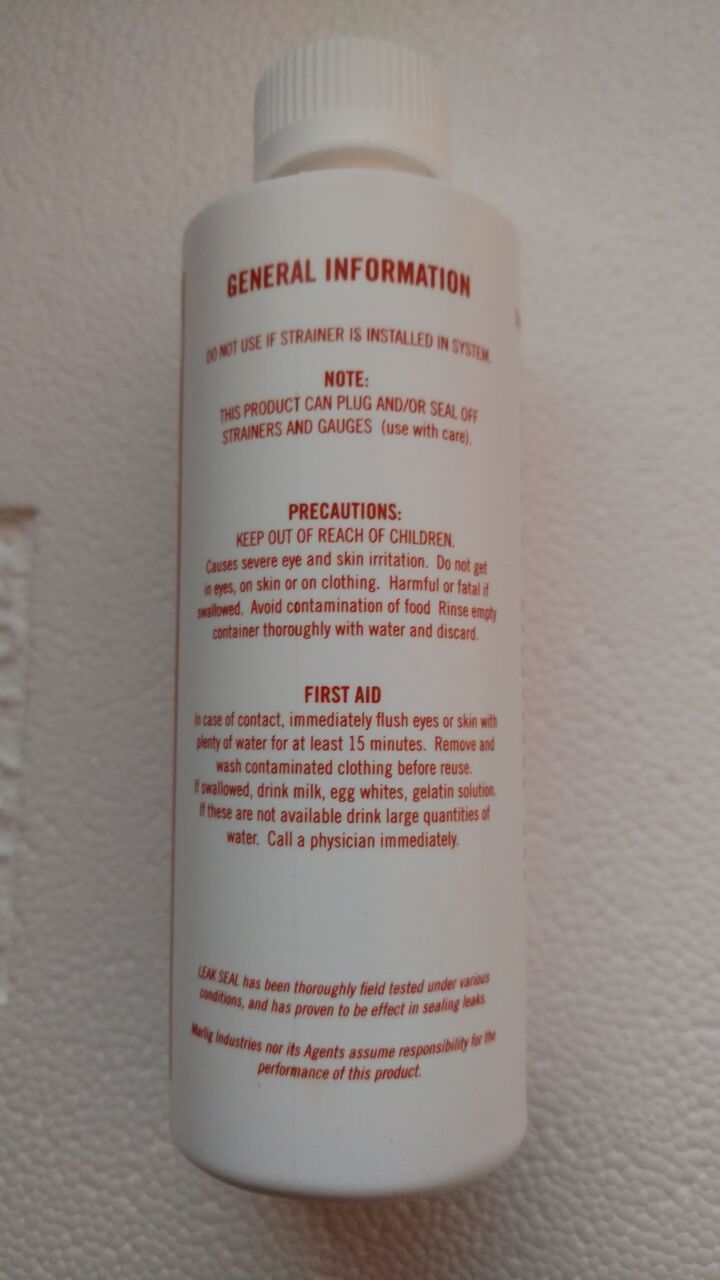 GENERAL INFORMATION
DO NOT USE IF STRAINER IS INSTALLED IN SYSTEM.
NOTE:
THIS PRODUCT CAN PLUG AND/OR SEAL OFF
STRAINERS AND GAUGES (use with care).
PRECAUTIONS:
KEEP OUT OF REACH OF CHILDREN.
Causes severe eye and skin irritation. Do not get
in eyes, on skin or on clothing. Harmful or fatal if
swallowed. Avoid contamination of food Rinse empty
container thoroughly with water and discard.
FIRST AID
In case of contact, immediately flush eyes or skin with
plenty of water for at least 15 minutes. Remove and
wash contaminated clothing before reuse.
If swallowed, drink milk, egg whites, gelatin solution.
If these are not available drink large quantities of
water. Call a physician immediately.
LEAK SEAL has been thoroughly field tested under various
conditions, and has proven to be effect in sealing leaks.
Marlig Industries nor its Agents assume responsibility for the
performance of this product.